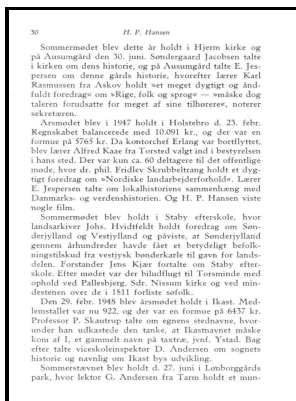 30 H. P. Hansen
Sommermødet blev dette år holdt i Hjerm kirke og
på Ausumgård den 30. juni. Søndergaard Jacobsen talte
i kirken om dens historie, og på Ausumgård talte E. Jes-
persen om denne gårds historie, hvorefter lærer Karl
Rasmussen fra Askov holdt »et meget dygtigt og ånd-
fuldt foredrag« om »Rige, folk og sprog« — »måske dog
taleren forudsatte for meget af sine tilhørere«, noterer
sekretæren.
Årsmødet blev i 1947 holdt i Holstebro d. 23. febr.
Regnskabet balancerede med 10.091 kr., og der var en
formue på 5765 kr. Da kontorchef Erlang var bortflyttet,
blev lærer Alfred Kaae fra Torsted valgt ind i bestyrelsen
i hans sted. Der var kun ca. 60 deltagere til det offentlige
møde, hvor dr. phil. Fridlev Skrubbeltrang holdt et dyg-
tigt foredrag om »Nordiske landarbejderforhold«. Lærer
E. Jespersen talte om lokalhistoriens sammenhæng med
Danmarks- og verdenshistorien. Og H. P. Hansen viste
nogle film.
Sommermødet blev holdt i Staby efterskole, hvor
landsarkivar Johs. Hvidtfeldt holdt foredrag om Søn-
derjylland og Vestjylland og påviste, at Sønderjylland
gennem århundreder havde fået et betydeligt befolk-
ningstilskud fra vestjysk bønderkarle til gavn for lands-
delen. Forstander Jens Kjær fortalte om Staby efter-
skole. Efter mødet var der biludflugt til Torsminde med
ophold ved Pallesbjerg, Sdr. Nissum kirke og ved min-
destenen over de i 1811 forliste søfolk.
Den 29. febr. 1948 blev årsmødet holdt i Ikast. Med-
lemstallet var nu 922, og der var en formue på 6437 kr.
Professor P. Skautrup talte om egnens stednavne, hvor-
under han udkastede den tanke, at Ikastnavnet måske
kom af I, et gammelt navn på taxtræ, jvnf. Ystad. Bag
efter talte viceskoleinspektør D. Andersen om sognets
historie og navnlig om Ikast bys udvikling.
Sommerstævnet blev holdt d. 27. juni i Lønborggårds
park, hvor lektor G. Andersen fra Tarm holdt et mun-